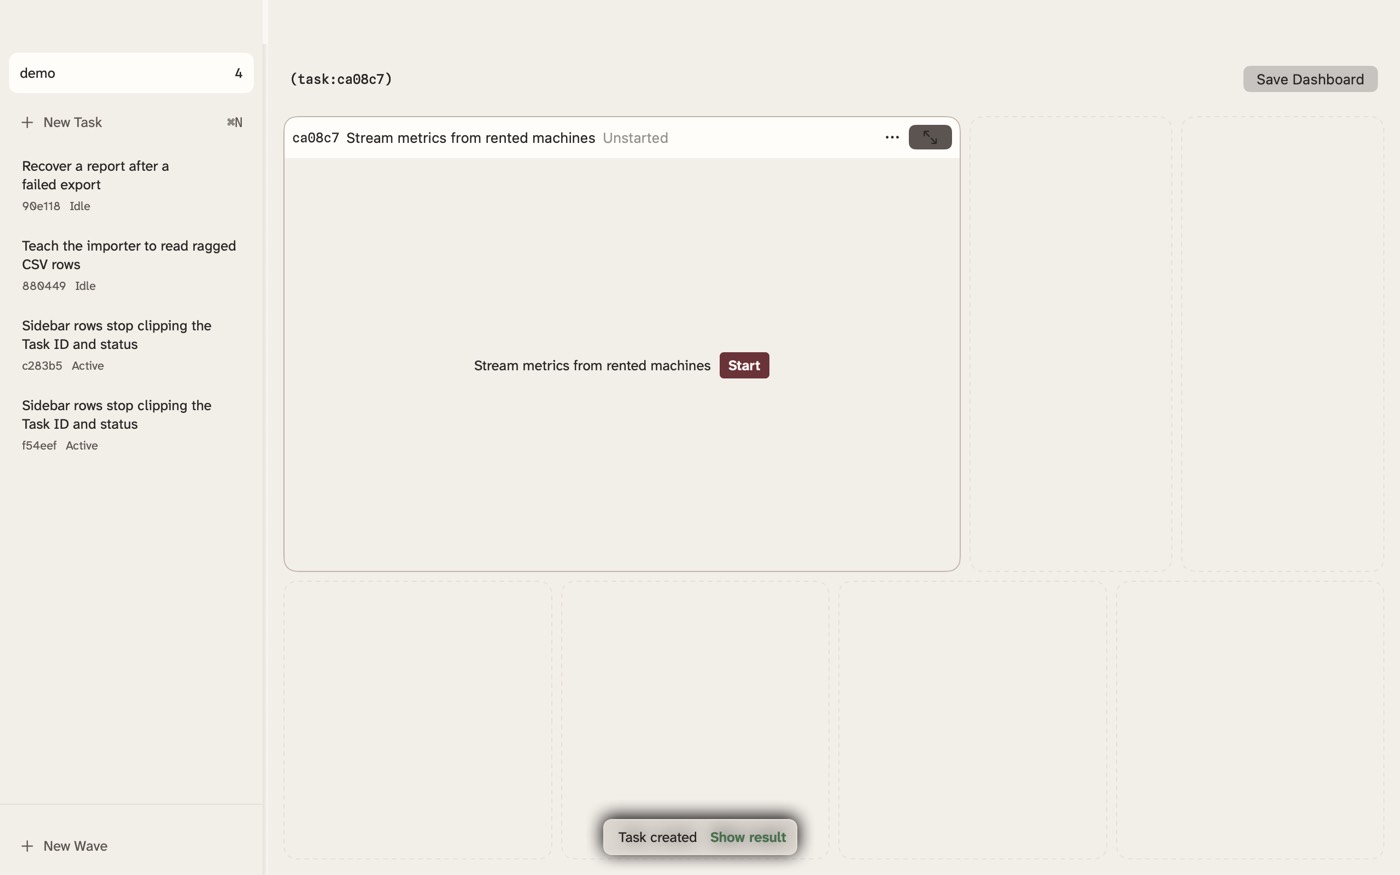 demo 4
New Task ⌘N
Recover a report after a
failed export
90e118 Idle
Teach the importer to read ragged
CSV rows
880449 Idle
Sidebar rows stop clipping the
Task ID and status
c283b5 Active
Sidebar rows stop clipping the
Task ID and status
f54eef Active
New Wave
(task:ca08c7)
Save Dashboard
ca08c7 Stream metrics from rented machines Unstarted
Stream metrics from rented machines Start
Task created Show result